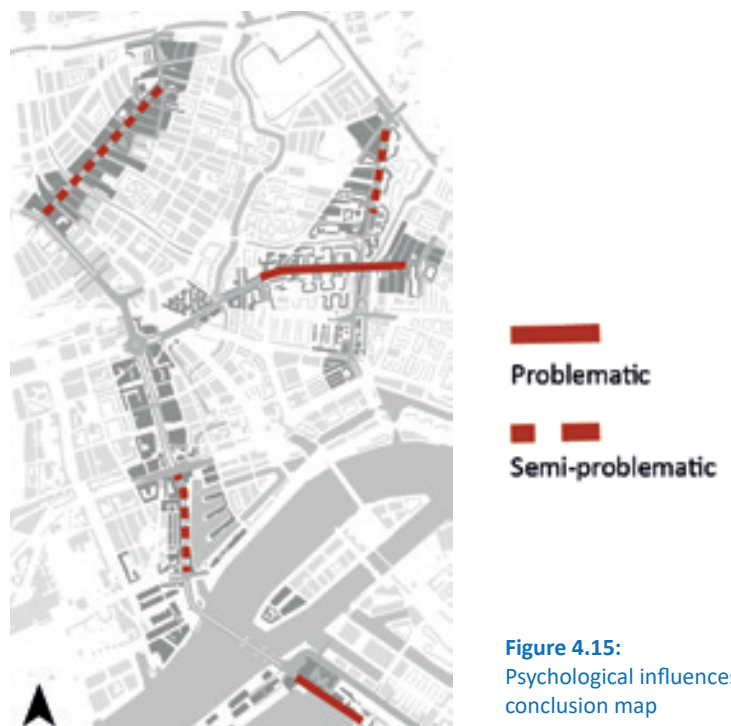 Problematic
Semi-problematic
Figure 4.15:
Psychological influences
conclusion map